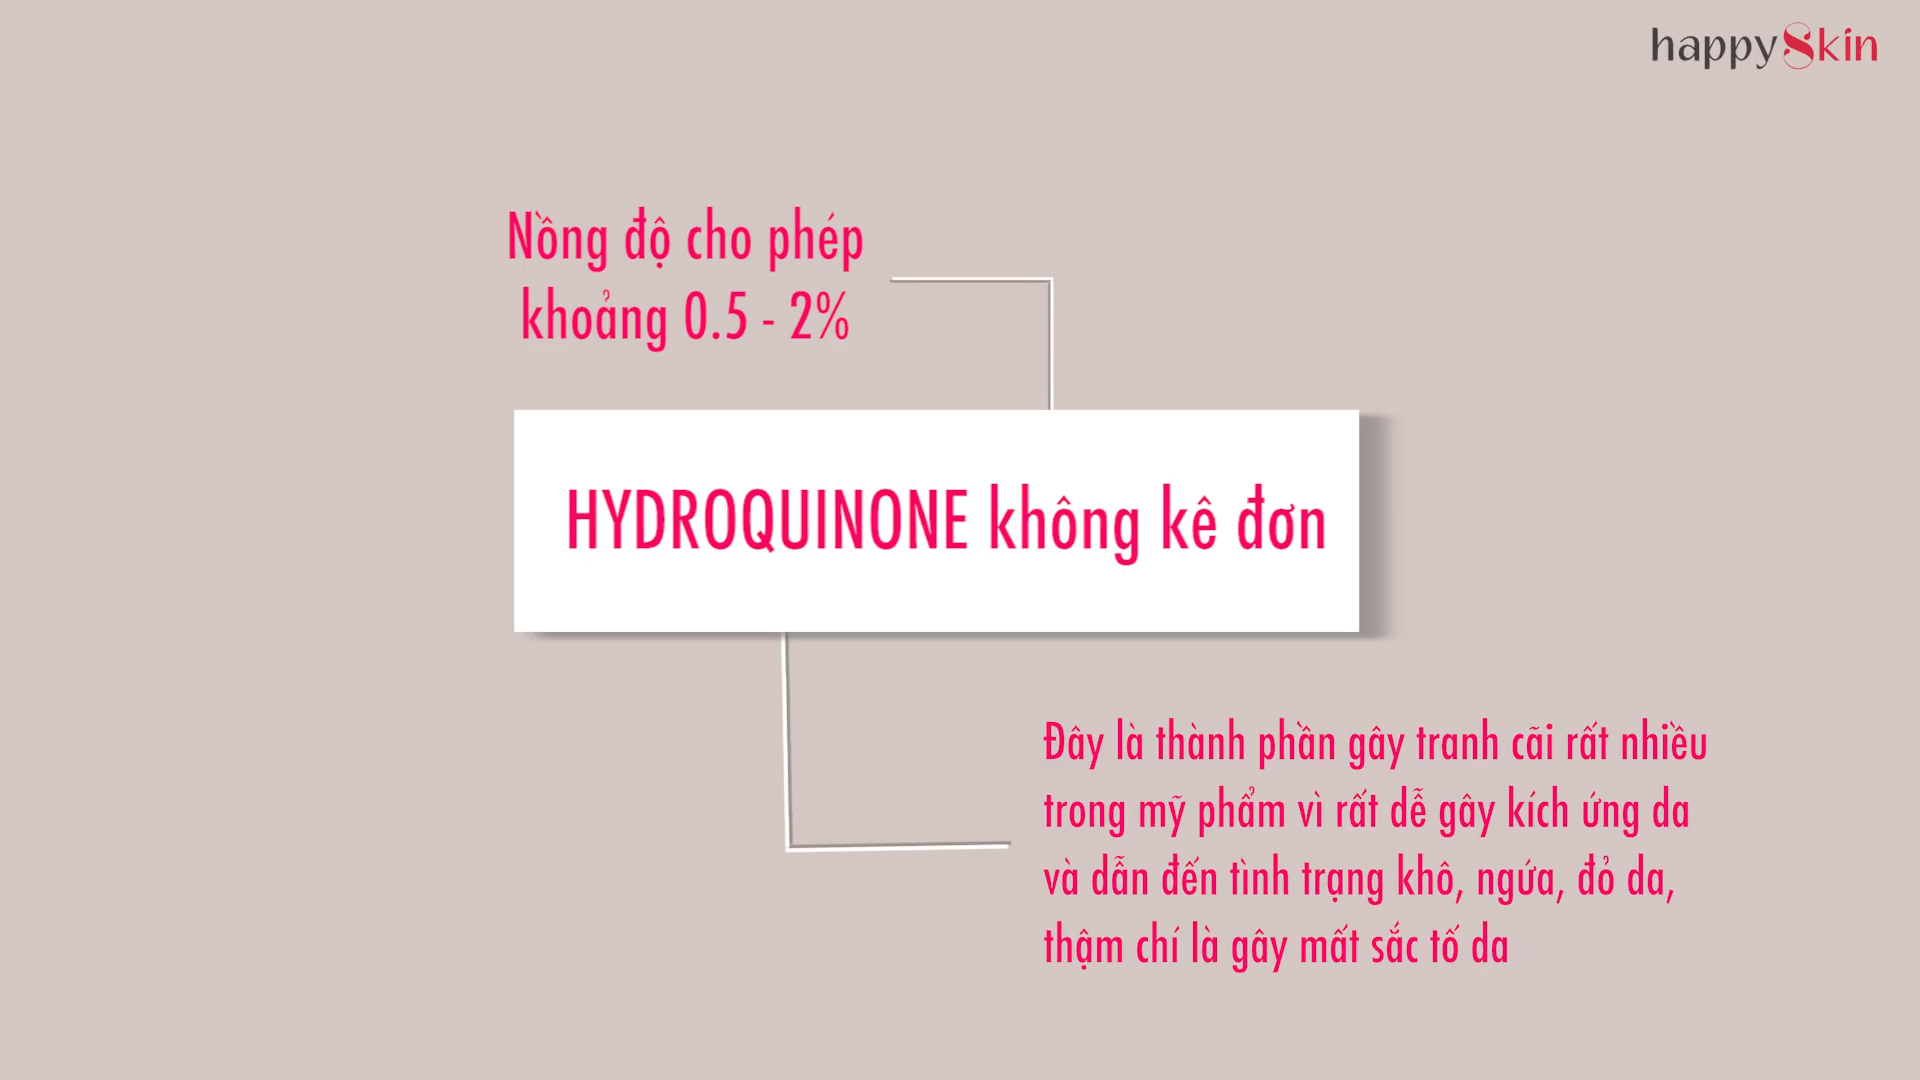 happySkin
Nồng độ cho phép
khoảng 0.5 - 2%
HYDROQUINONE không kê đơn
Đây là thành phần gây tranh cãi rất nhiều
trong mỹ phẩm vì rất dễ gây kích ứng da
và dẫn đến tình trạng khô, ngứa, đỏ da,
thậm chí là gây mất sắc tố da